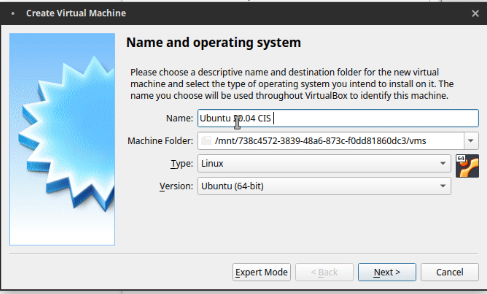 Create Virtual Machine
Name and operating system
Please choose a descriptive name and destination folder for the new virtual
machine and select the type of operating system you intend to install on it. The
name you choose will be used throughout VirtualBox to identify this machine.
Name: Ubuntu 20.04 CIS
Machine Folder: /mnt/738c4572-3839-48a6-873c-f0dd81860dc3/vms
Type: Linux
64
Version: Ubuntu (64-bit)
Expert Mode < Back Next > Cancel